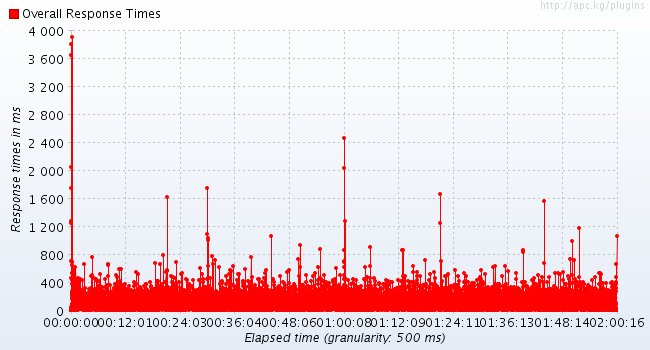 http://apc.kg/plugins
Overall Response Times
4 000
3 600
3 200
2 800
2 400
2 000
1 600
1 200
800
400
0
Response times in ms
00:00:00 00:12:01 00:24:03 00:36:04 00:48:06 01:00:08 01:12:09 01:24:11 01:36:13 01:48:14 02:00:16
Elapsed time (granularity: 500 ms)